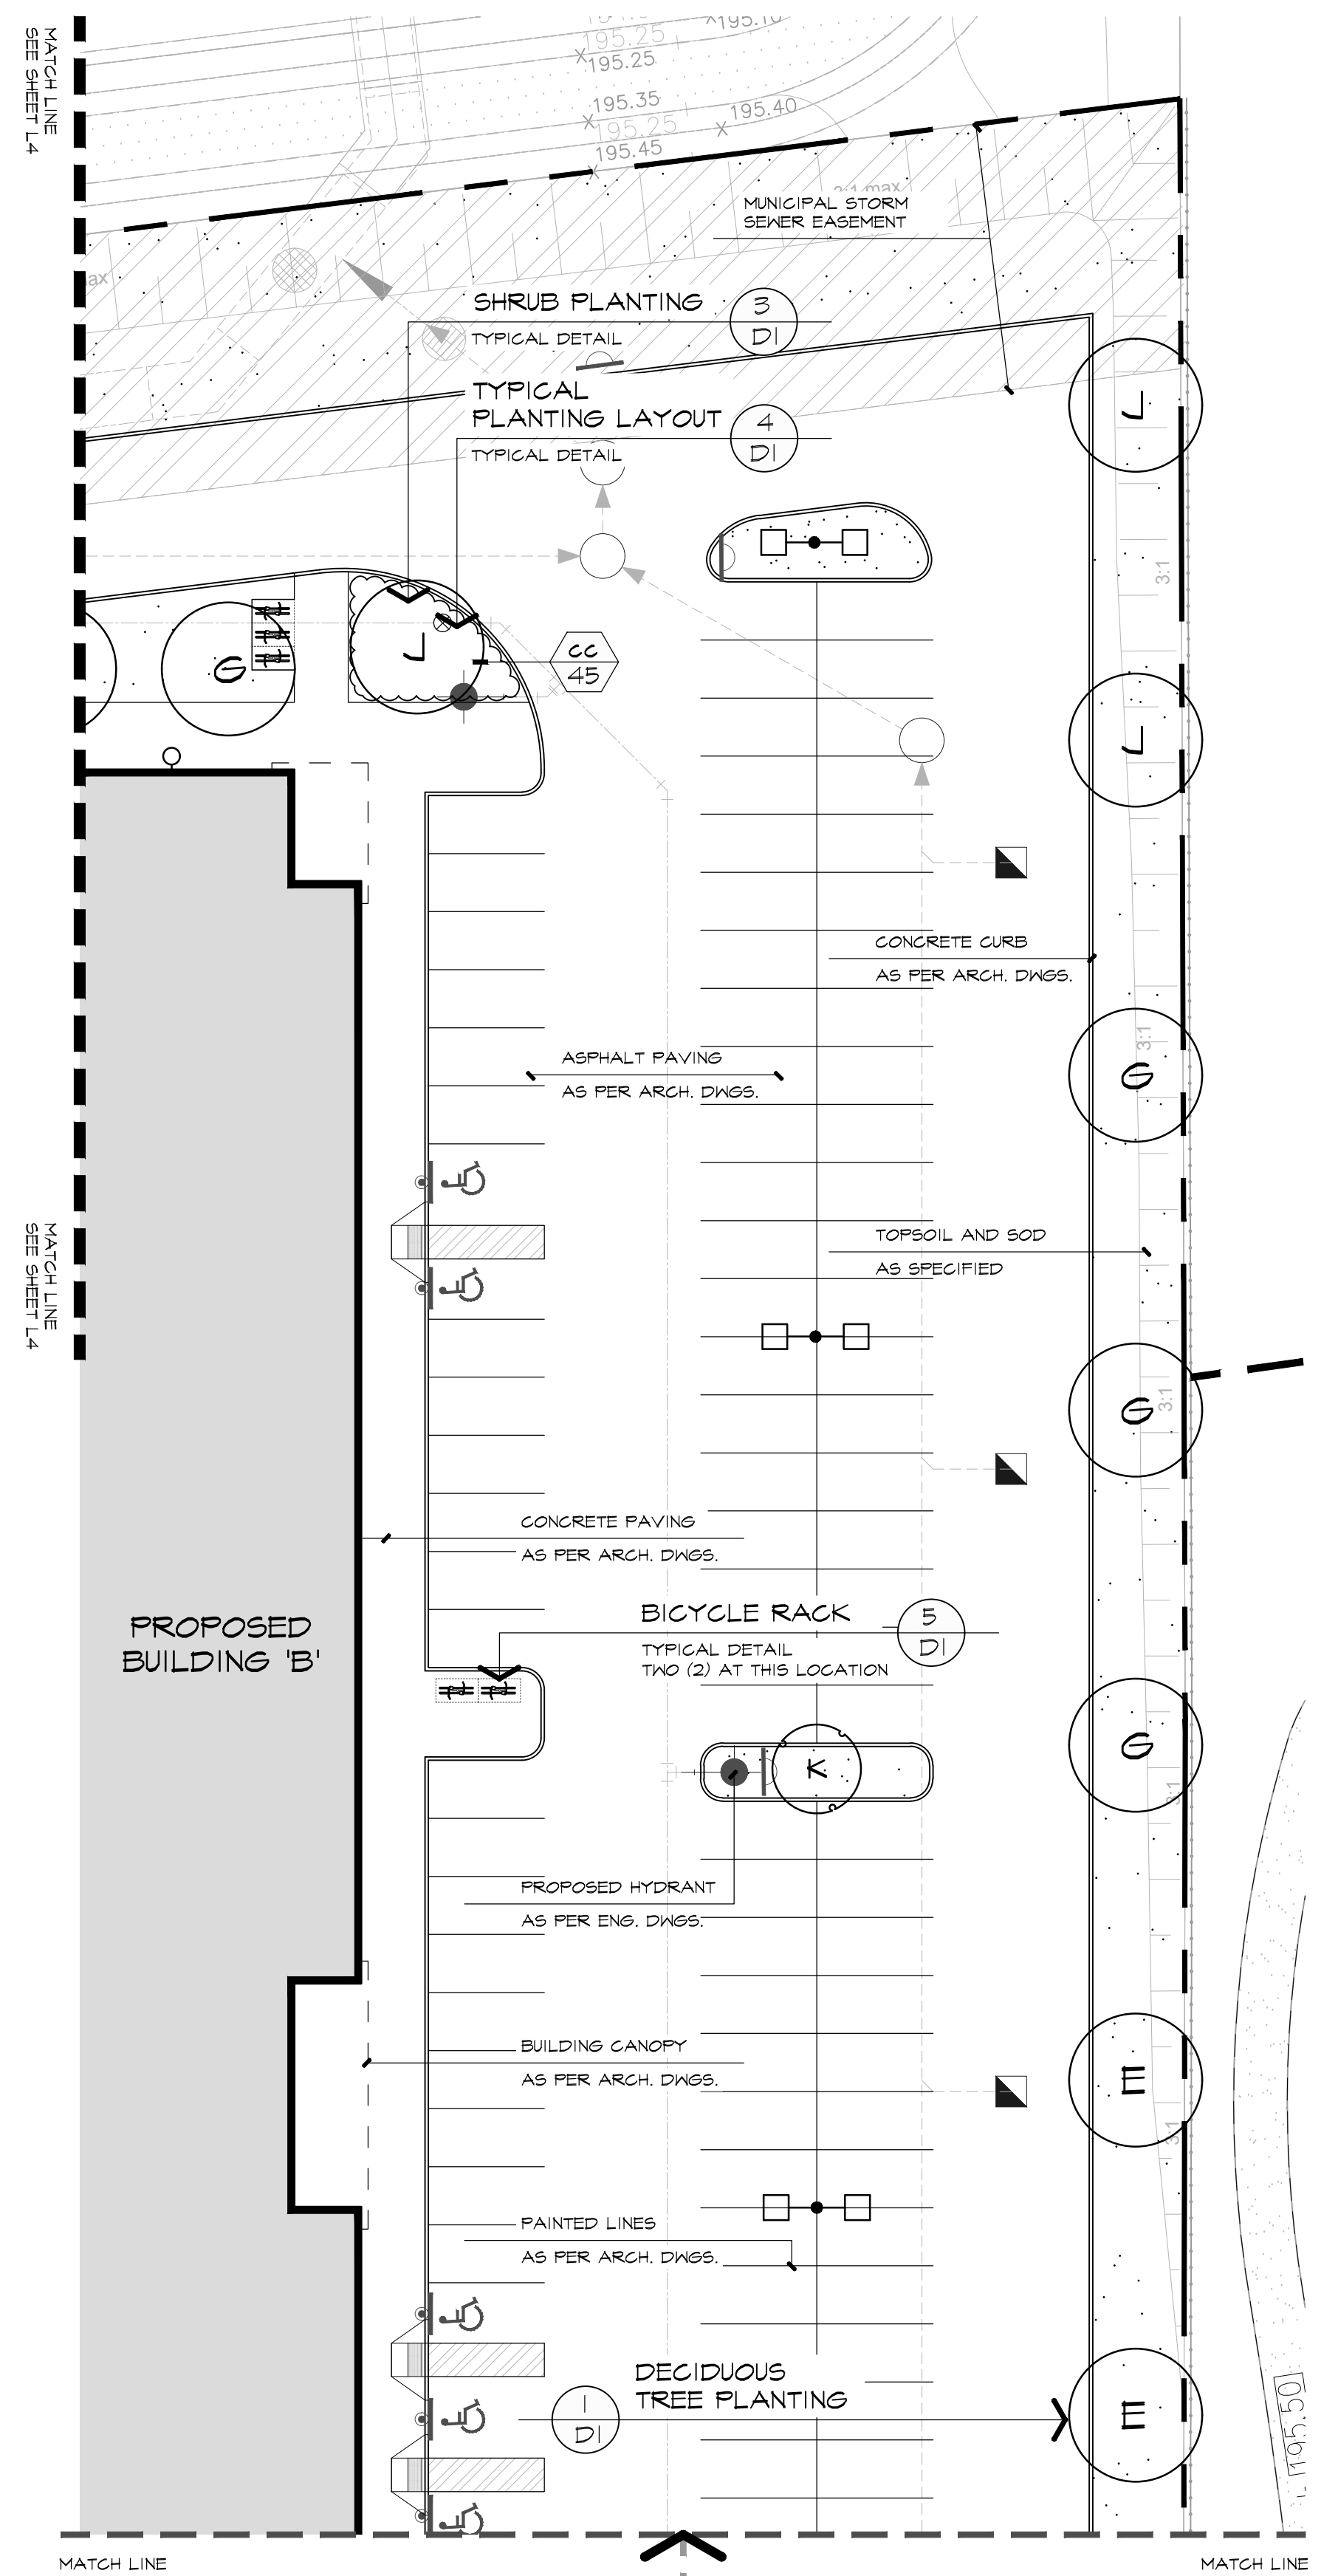 MATCH LINE
SEE SHEET L4
195.25
195.10
195.25
195.35
195.40
195.25
195.45
2:1 max
MUNICIPAL STORM
SEWER EASEMENT
SHRUB PLANTING
3
D1
TYPICAL DETAIL
TYPICAL
PLANTING LAYOUT
4
D1
TYPICAL DETAIL
J
3:1
G
J
CC
45
J
CONCRETE CURB
AS PER ARCH. DWGS.
3:1
ASPHALT PAVING
AS PER ARCH. DWGS.
G
MATCH LINE
SEE SHEET L4
TOPSOIL AND SOD
AS SPECIFIED
3:1
G
CONCRETE PAVING
AS PER ARCH. DWGS.
PROPOSED
BUILDING 'B'
BICYCLE RACK
5
D1
TYPICAL DETAIL
TWO (2) AT THIS LOCATION
G
K
3:1
PROPOSED HYDRANT
AS PER ENG. DWGS.
BUILDING CANOPY
AS PER ARCH. DWGS.
E
3:1
PAINTED LINES
AS PER ARCH. DWGS.
DECIDUOUS
TREE PLANTING
1
D1
E
195.50
MATCH LINE
MATCH LINE